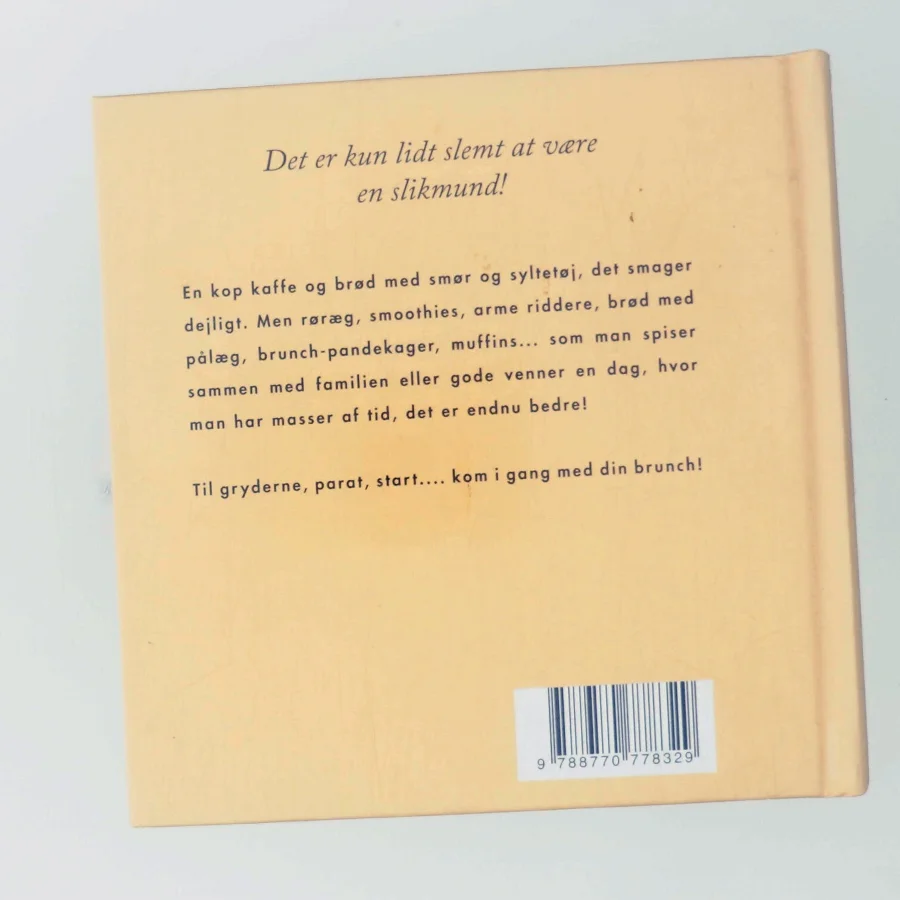 Det er kun lidt slemt at være
en slikmund!
En kop kaffe og brød med smør og syltetøj, det smager
dejligt. Men røræg, smoothies, arme riddere, brød med
pålæg, brunch-pandekager, muffins... som man spiser
sammen med familien eller gode venner en dag, hvor
man har masser af tid, det er endnu bedre!
Til gryderne, parat, start.... kom i gang med din brunch!
9 788770 778329